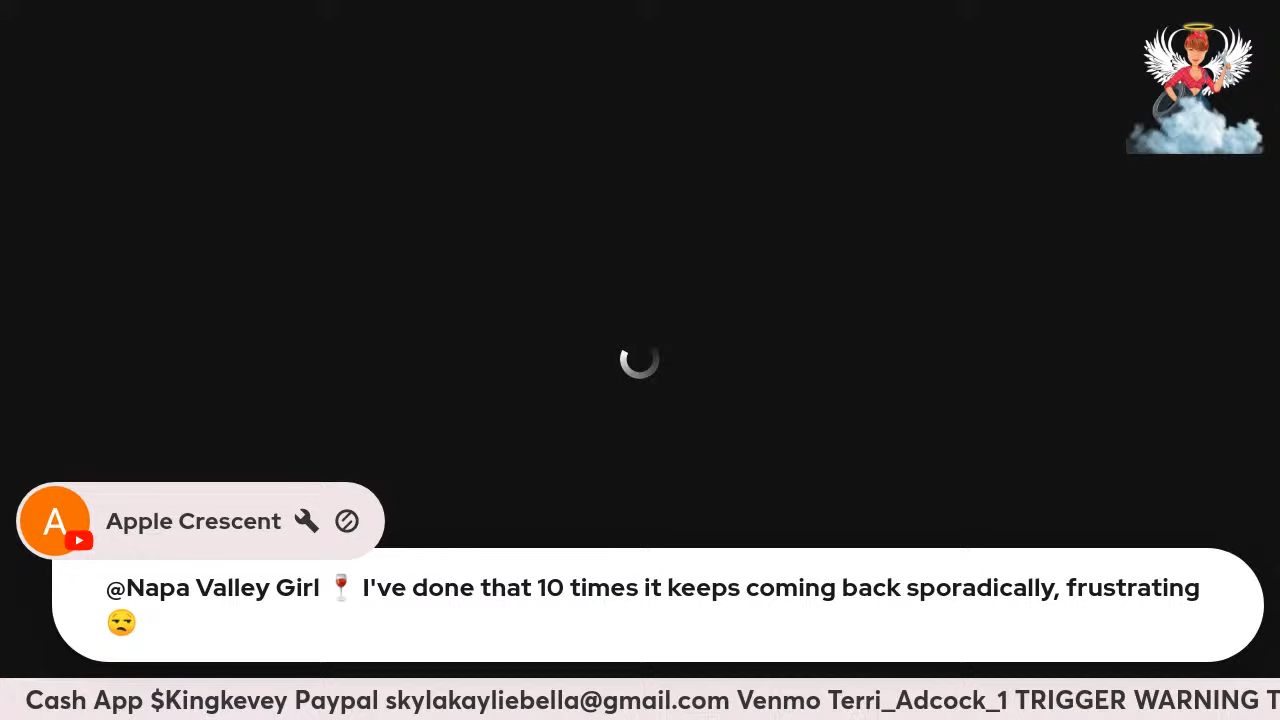 A
Apple Crescent
@Napa Valley Girl 🍷 I've done that 10 times it keeps coming back sporadically, frustrating
😒
Cash App $Kingkevey Paypal skylakayliebella@gmail.com Venmo Terri_Adcock_1 TRIGGER WARNING T